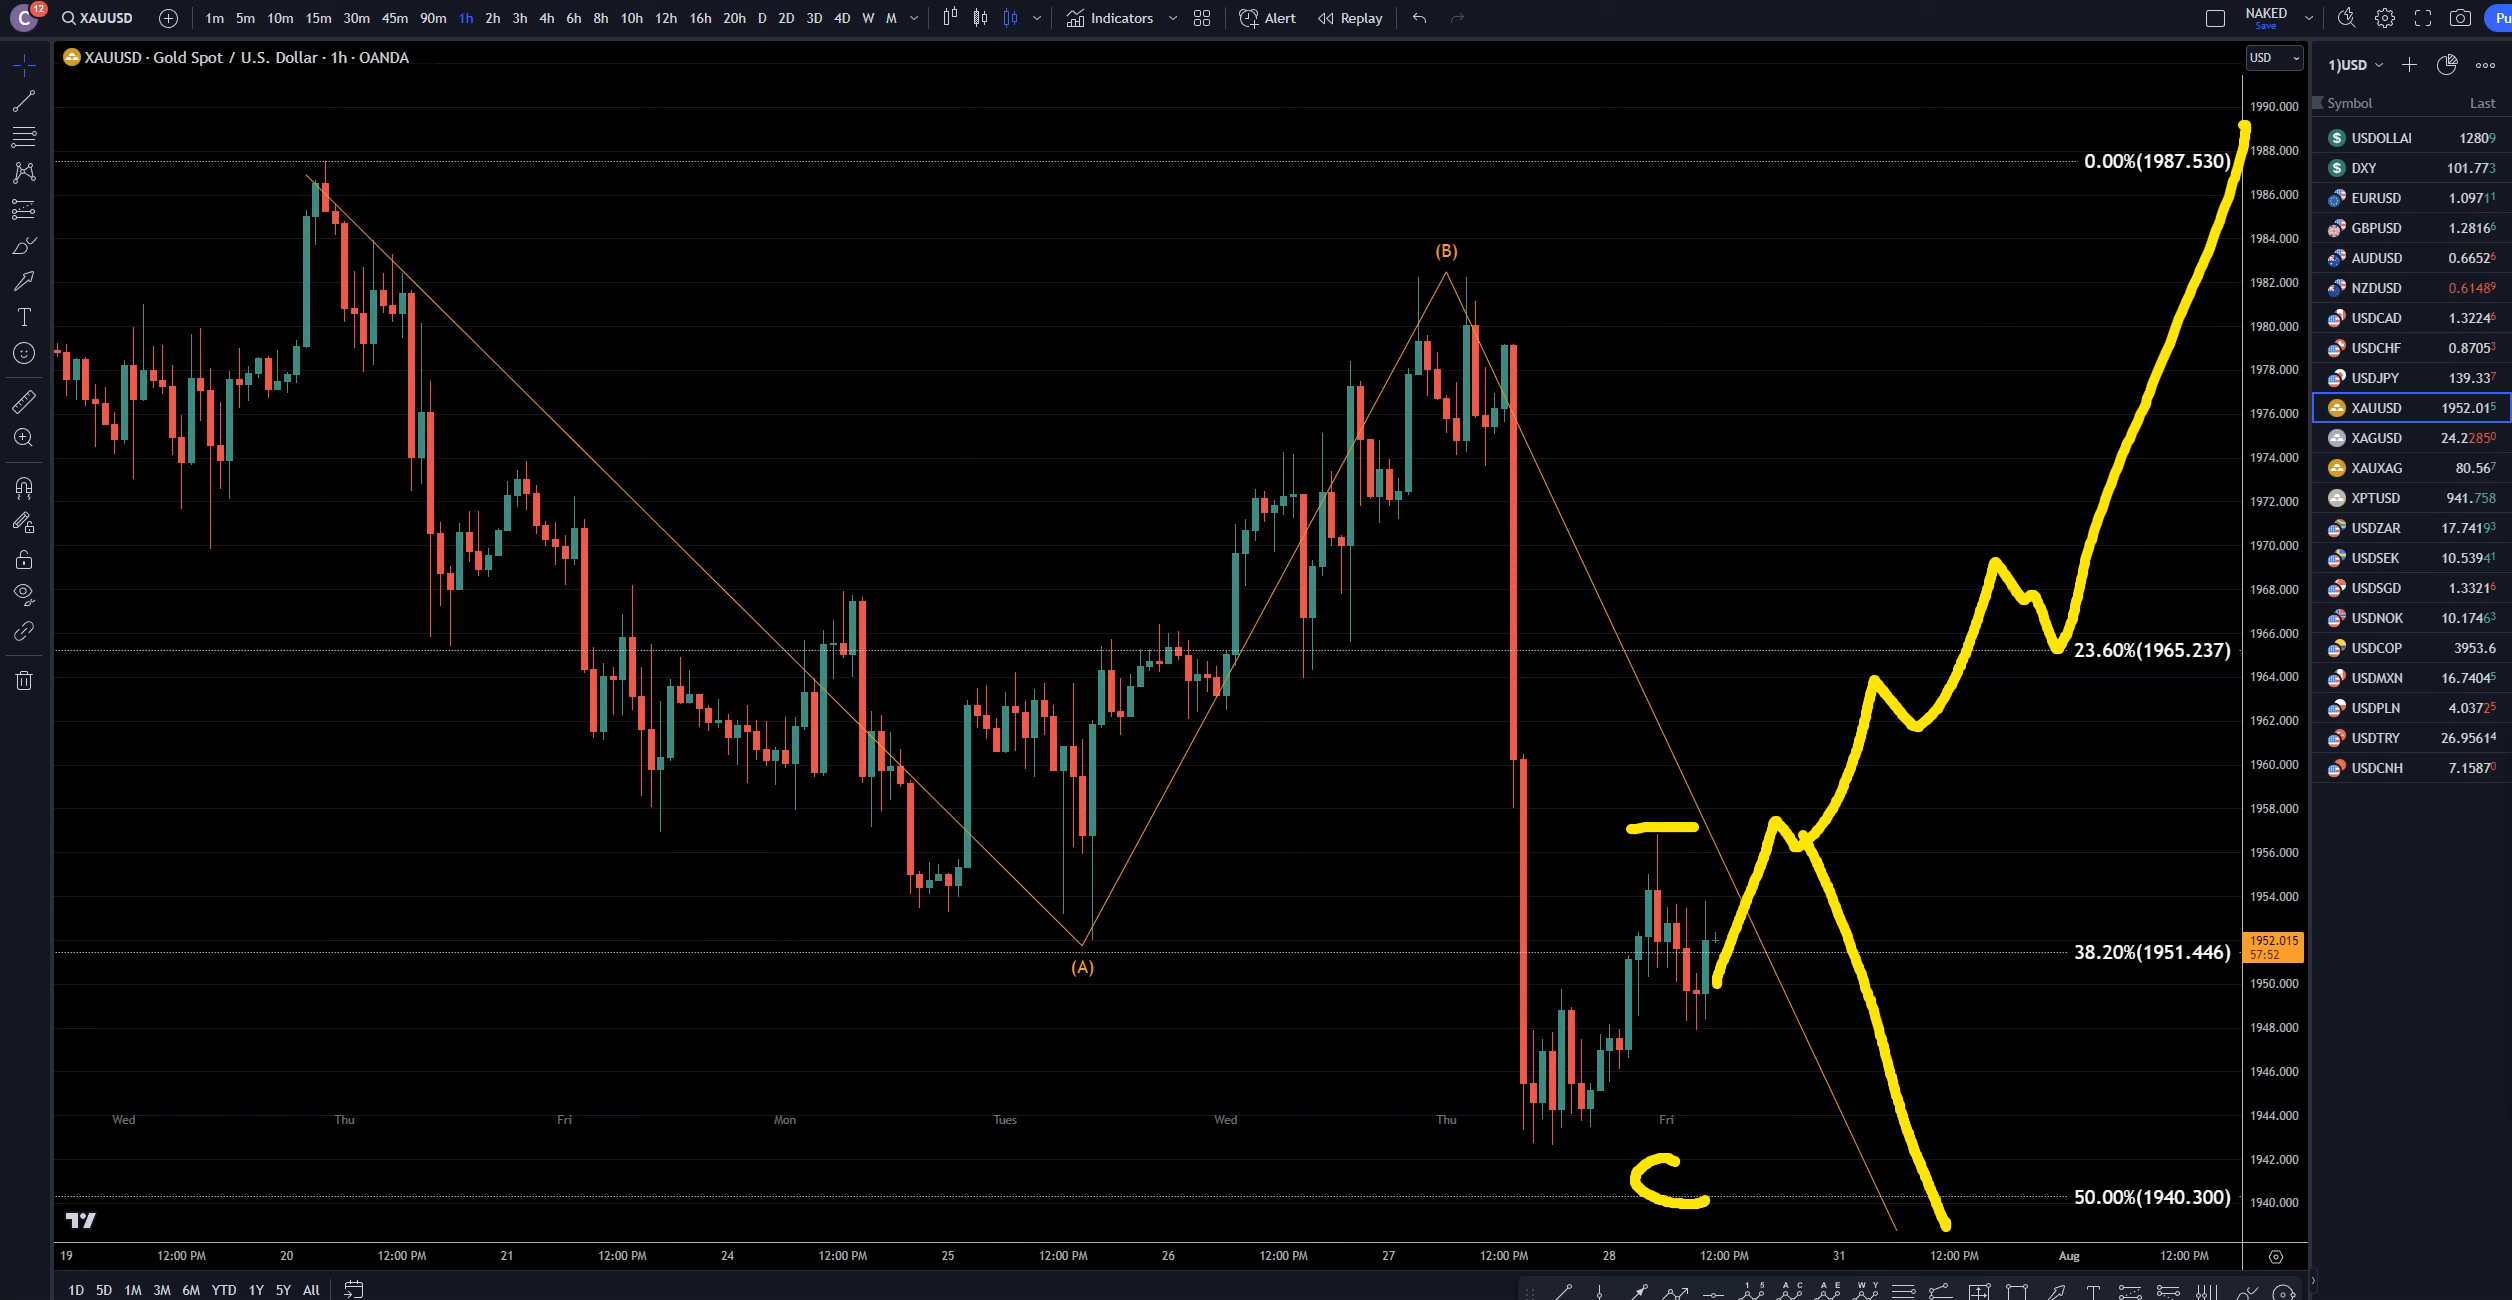 C 12 XAUUSD 1m 5m 10m 15m 30m 45m 90m 1h 2h 3h 4h 6h 8h 10h 12h 16h 20h D 2D 3D 4D W M Indicators Alert Replay NAKED Pu
Save
XAUUSD · Gold Spot / U.S. Dollar · 1h · OANDA
USD
1)USD
Symbol Last
1990.000
1988.000
1986.000
1984.000
1982.000
1980.000
1978.000
1976.000
1974.000
1972.000
1970.000
1968.000
1966.000
1964.000
1962.000
1960.000
1958.000
1956.000
1954.000
1952.015
57:52
1950.000
1948.000
1946.000
1944.000
1942.000
1940.000
0.00%(1987.530)
23.60%(1965.237)
38.20%(1951.446)
50.00%(1940.300)
(B)
(A)
C
Wed Thu Fri Mon Tues Wed Thu Fri
19 12:00 PM 20 12:00 PM 21 12:00 PM 24 12:00 PM 25 12:00 PM 26 12:00 PM 27 12:00 PM 28 12:00 PM 31 12:00 PM Aug 12:00 PM
USDOLLAI 12809
DXY 101.773
EURUSD 1.09711
GBPUSD 1.28166
AUDUSD 0.66526
NZDUSD 0.61489
USDCAD 1.32246
USDCHF 0.87053
USDJPY 139.337
XAUUSD 1952.015
XAGUSD 24.22850
XAUXAG 80.567
XPTUSD 941.758
USDZAR 17.74193
USDSEK 10.53941
USDSGD 1.33216
USDNOK 10.17463
USDCOP 3953.6
USDMXN 16.74045
USDPLN 4.03725
USDTRY 26.95614
USDCNH 7.15870
1D 5D 1M 3M 6M YTD 1Y 5Y All
1 5 A C A E W Y